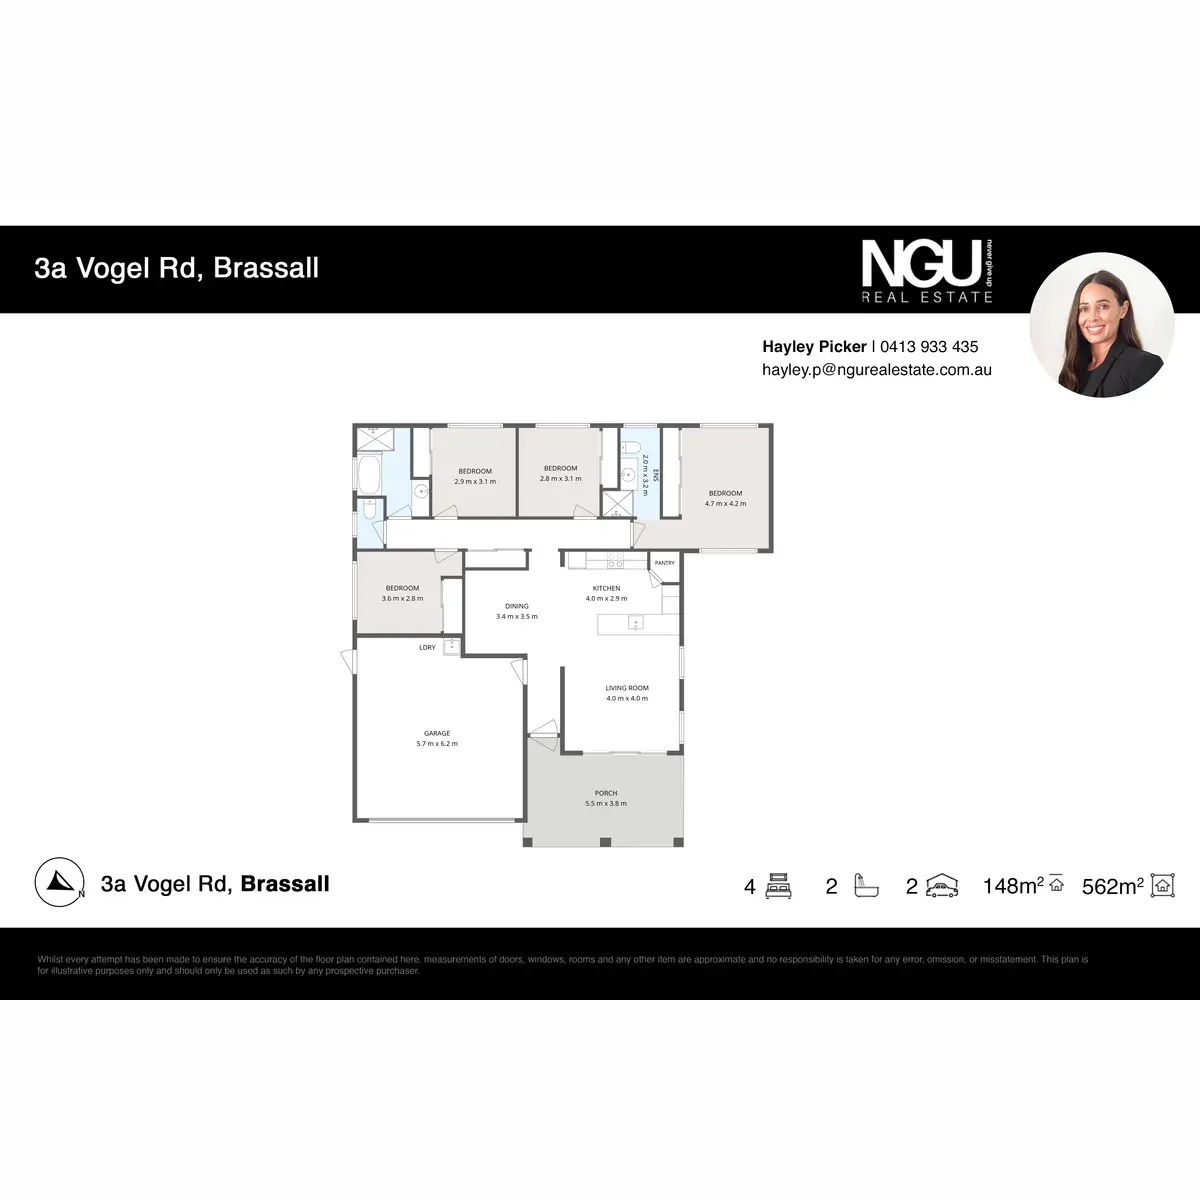 3a Vogel Rd, Brassall
NGU
never give up
REAL ESTATE
Hayley Picker | 0413 933 435
hayley.p@ngurealestate.com.au
BEDROOM
2.9 m x 3.1 m
BEDROOM
2.8 m x 3.1 m
ENS
2.0 m x 3.2 m
BEDROOM
4.7 m x 4.2 m
PANTRY
BEDROOM
3.6 m x 2.8 m
KITCHEN
4.0 m x 2.9 m
DINING
3.4 m x 3.5 m
LDRY
LIVING ROOM
4.0 m x 4.0 m
GARAGE
5.7 m x 6.2 m
PORCH
5.5 m x 3.8 m
N
3a Vogel Rd, Brassall
4 2 2 148m² 562m²
Whilst every attempt has been made to ensure the accuracy of the floor plan contained here, measurements of doors, windows, rooms and any other item are approximate and no responsibility is taken for any error, omission, or misstatement. This plan is
for illustrative purposes only and should only be used as such by any prospective purchaser.